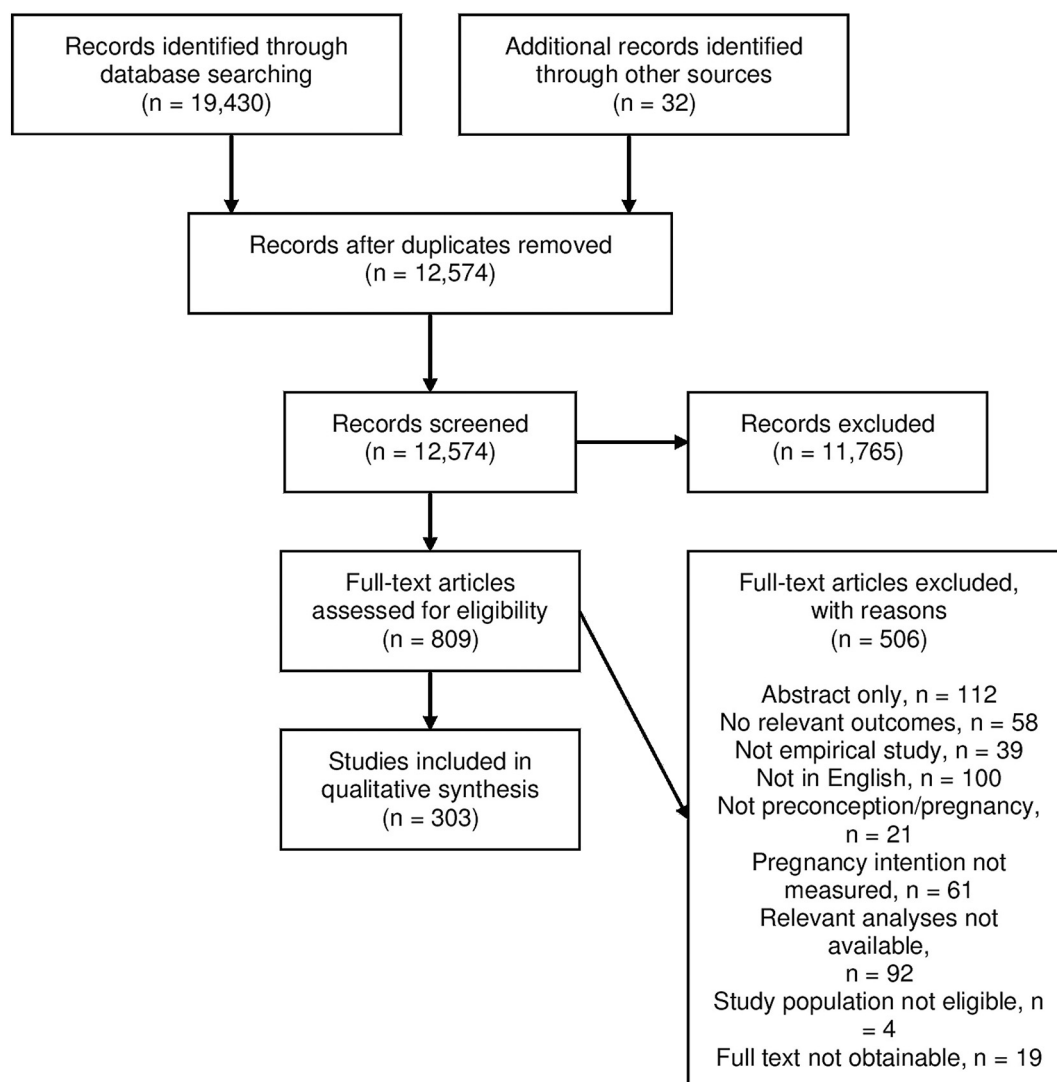 Records identified through
database searching
(n = 19,430)
Additional records identified
through other sources
(n = 32)
Records after duplicates removed
(n = 12,574)
Records screened
(n = 12,574)
Records excluded
(n = 11,765)
Full-text articles
assessed for eligibility
(n = 809)
Full-text articles excluded,
with reasons
(n = 506)
Abstract only, n = 112
No relevant outcomes, n = 58
Not empirical study, n = 39
Not in English, n = 100
Not preconception/pregnancy,
n = 21
Pregnancy intention not
measured, n = 61
Relevant analyses not
available,
n = 92
Study population not eligible, n
= 4
Full text not obtainable, n = 19
Studies included in
qualitative synthesis
(n = 303)